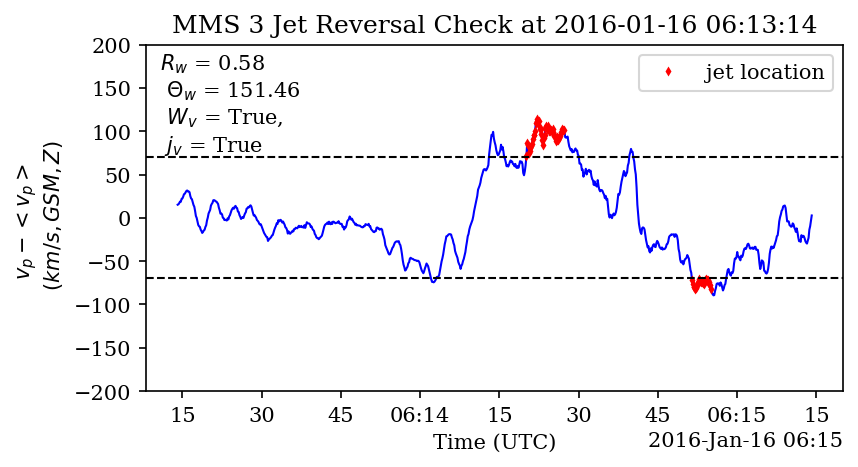 MMS 3 Jet Reversal Check at 2016-01-16 06:13:14
R_w = 0.58
Θ_w = 151.46
W_v = True,
j_v = True
jet location
200
150
100
50
0
−50
−100
−150
−200
v_p − < v_p >
(km/s, GSM, Z)
15 30 45 06:14 15 30 45 06:15 15
Time (UTC)
2016-Jan-16 06:15